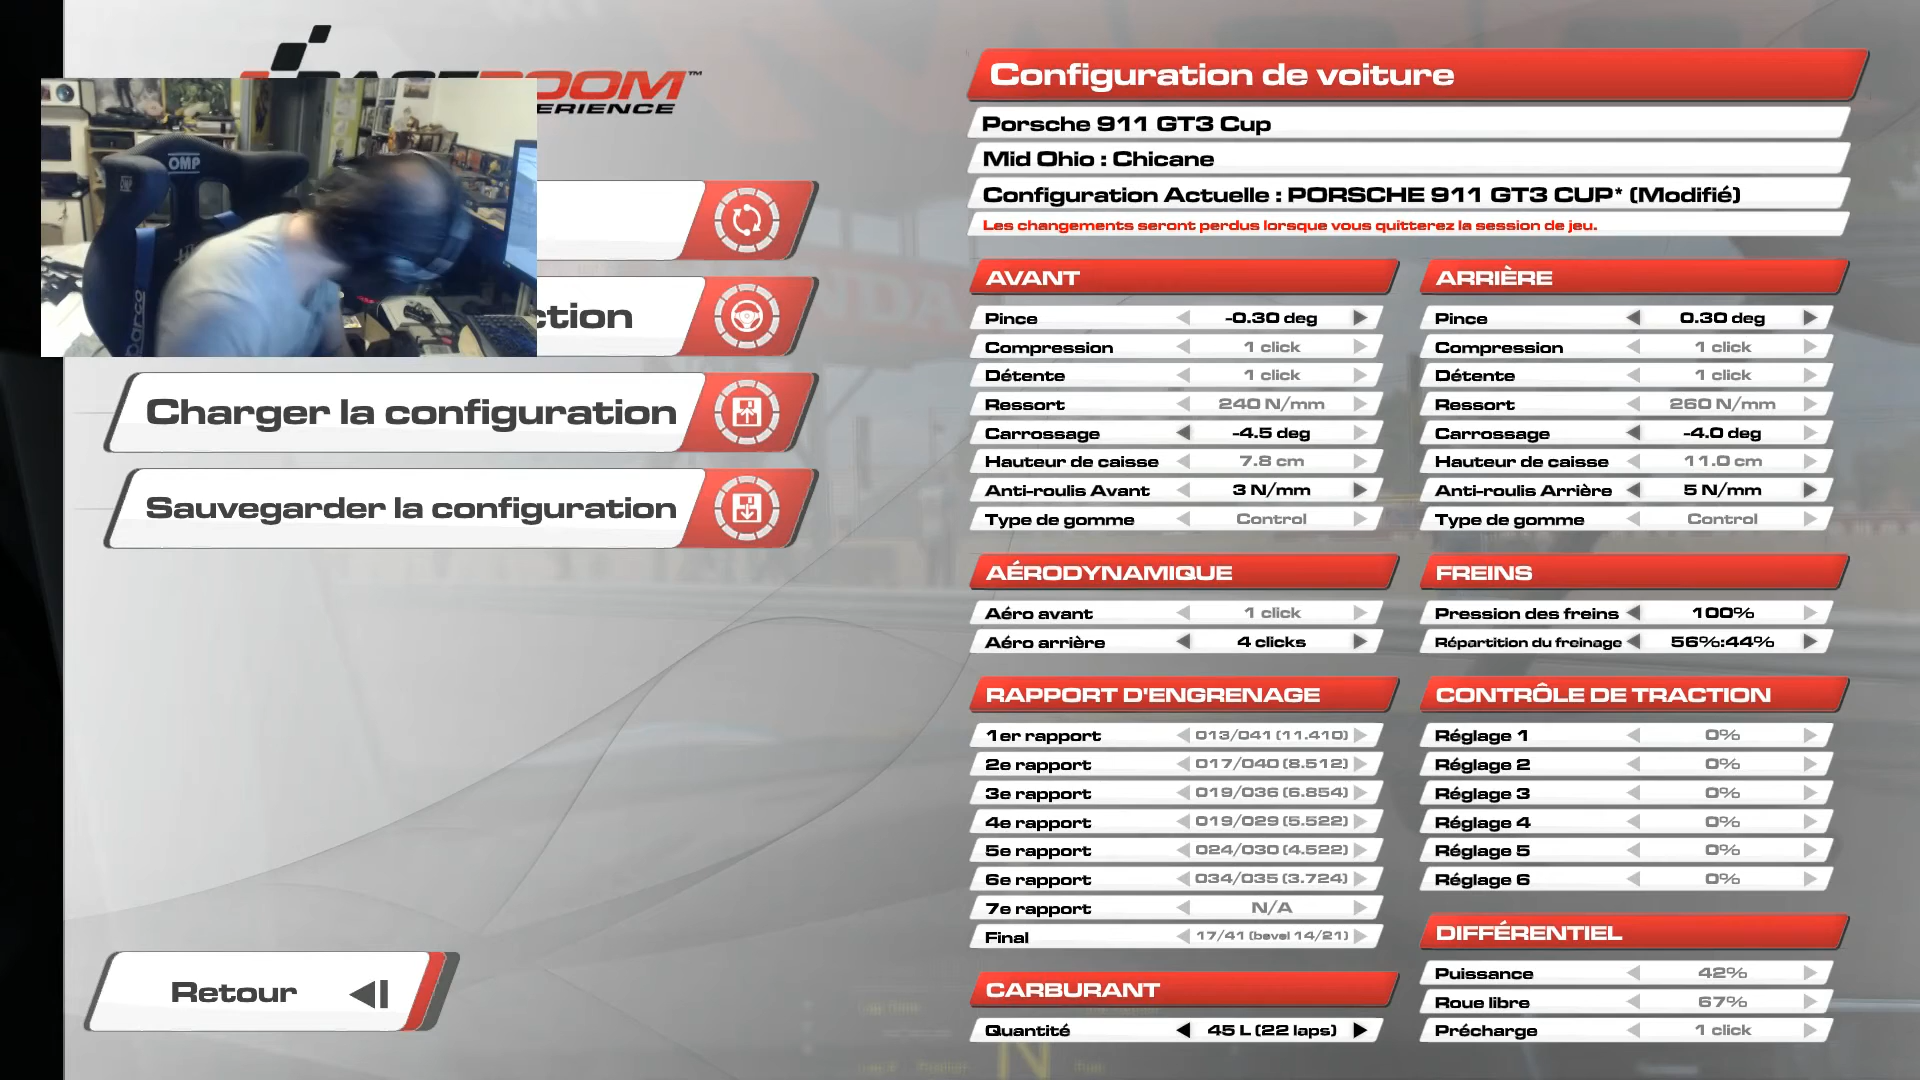 OOM™
ERIENCE
OMP
ction
Charger la configuration
Sauvegarder la configuration
Retour
Configuration de voiture
Porsche 911 GT3 Cup
Mid Ohio : Chicane
Configuration Actuelle : PORSCHE 911 GT3 CUP* (Modifié)
Les changements seront perdus lorsque vous quitterez la session de jeu.
AVANT
Pince -0.30 deg
Compression 1 click
Détente 1 click
Ressort 240 N/mm
Carrossage -4.5 deg
Hauteur de caisse 7.8 cm
Anti-roulis Avant 3 N/mm
Type de gomme Control
ARRIÈRE
Pince 0.30 deg
Compression 1 click
Détente 1 click
Ressort 260 N/mm
Carrossage -4.0 deg
Hauteur de caisse 11.0 cm
Anti-roulis Arrière 5 N/mm
Type de gomme Control
AÉRODYNAMIQUE
Aéro avant 1 click
Aéro arrière 4 clicks
FREINS
Pression des freins 100%
Répartition du freinage 56%:44%
RAPPORT D'ENGRENAGE
1er rapport 013/041 (11.410)
2e rapport 017/040 (8.512)
3e rapport 019/036 (6.854)
4e rapport 019/029 (5.522)
5e rapport 024/030 (4.522)
6e rapport 034/035 (3.724)
7e rapport N/A
Final 17/41 (bevel 14/21)
CONTRÔLE DE TRACTION
Réglage 1 0%
Réglage 2 0%
Réglage 3 0%
Réglage 4 0%
Réglage 5 0%
Réglage 6 0%
DIFFÉRENTIEL
Puissance 42%
Roue libre 67%
Précharge 1 click
CARBURANT
Quantité 45 L (22 laps)